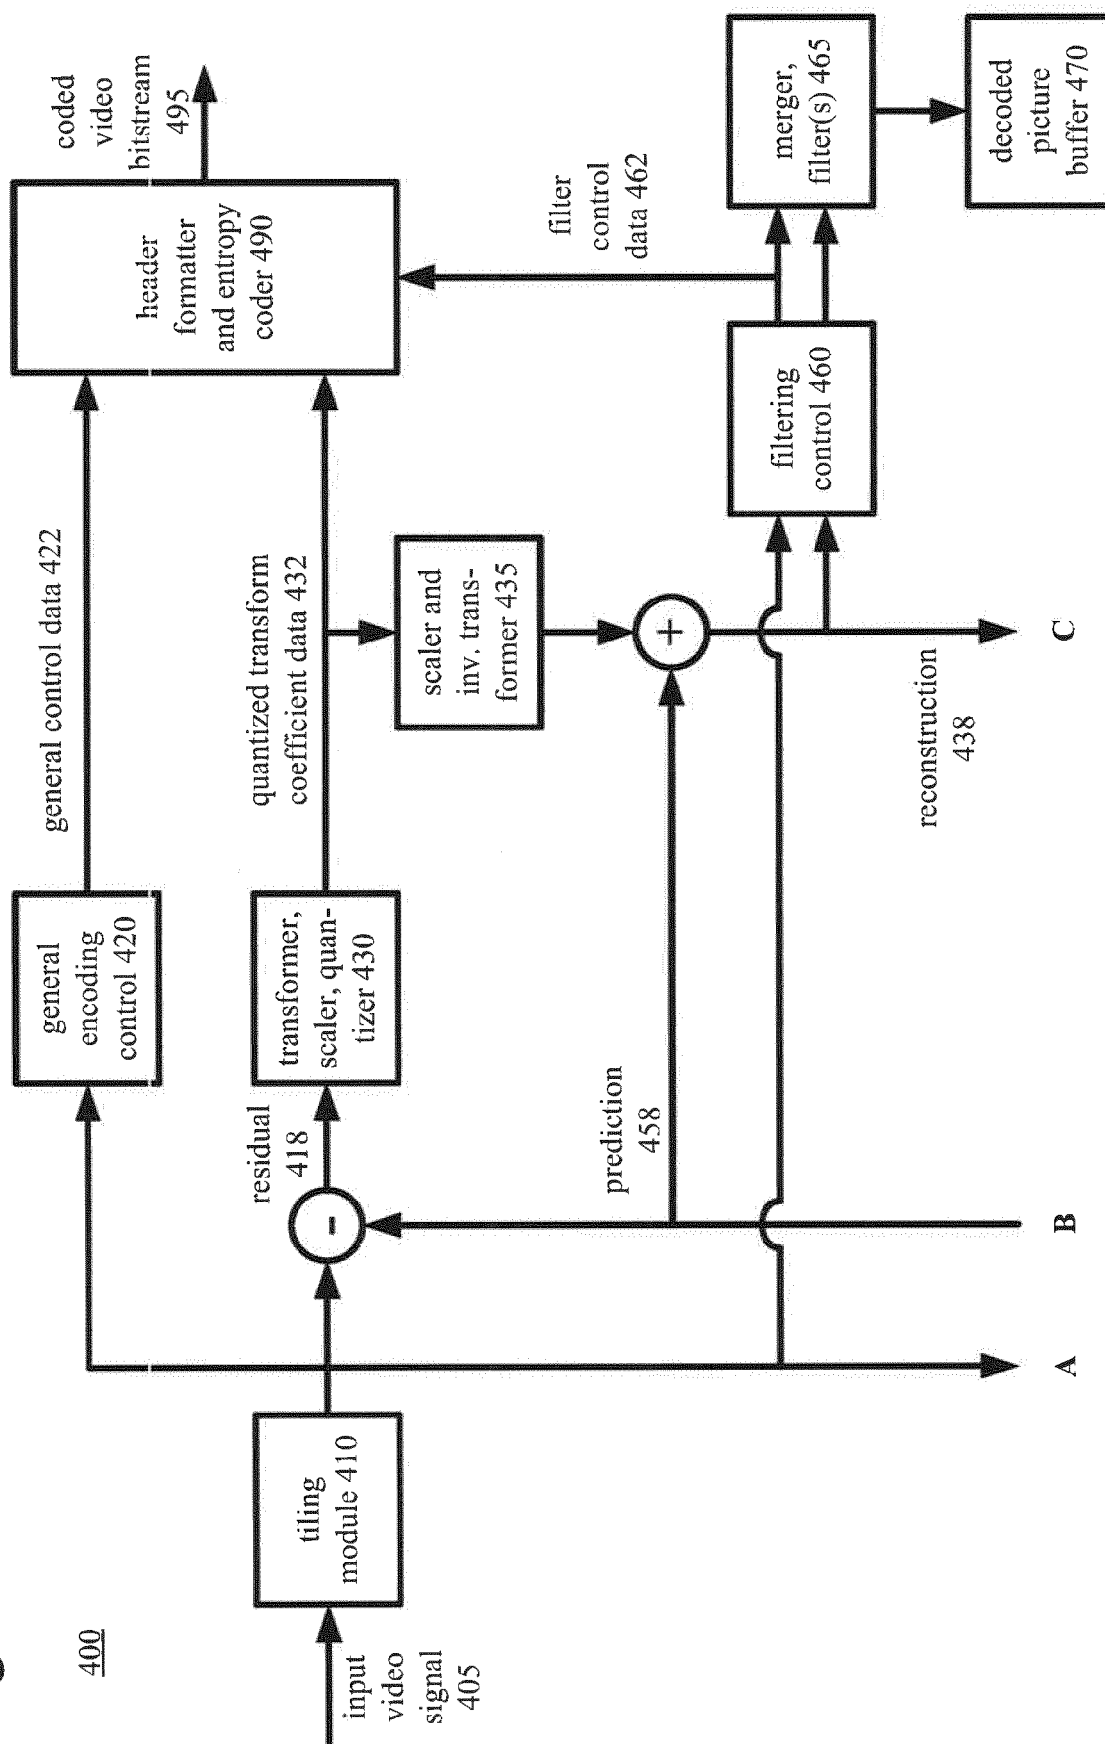 400
input
video
signal
405
tiling
module 410
general
encoding
control 420
general control data 422
header
formatter
and entropy
coder 490
coded
video
bitstream
495
residual
418
-
transformer,
scaler, quan-
tizer 430
quantized transform
coefficient data 432
scaler and
inv. trans-
former 435
+
prediction
458
filter
control
data 462
filtering
control 460
merger,
filter(s) 465
decoded
picture
buffer 470
reconstruction
438
A
B
C